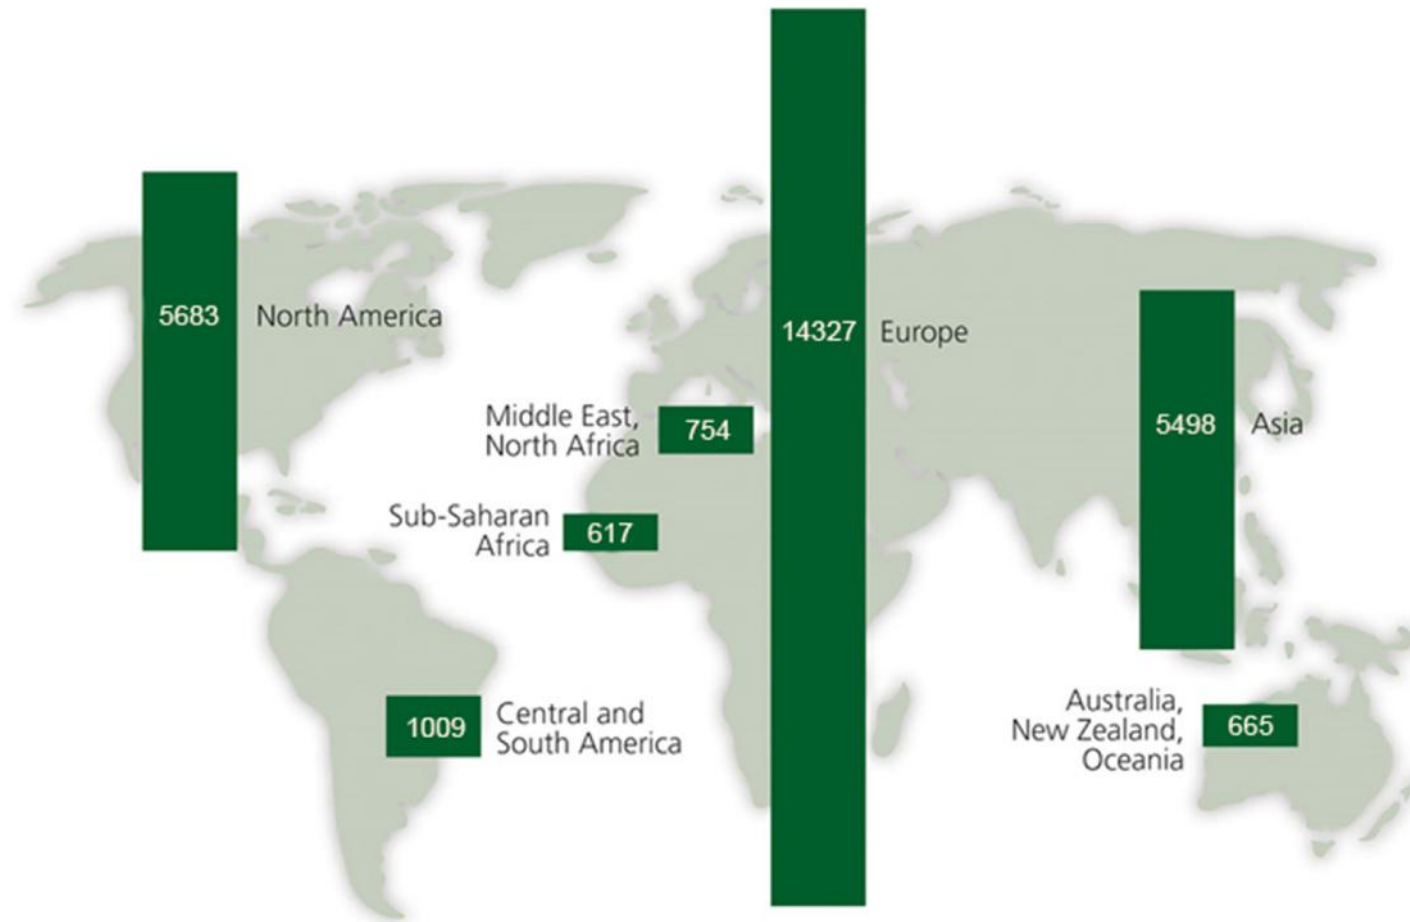 5683
North America
14327
Europe
Middle East,
North Africa
754
5498
Asia
Sub-Saharan
Africa
617
1009
Central and
South America
Australia,
New Zealand,
Oceania
665